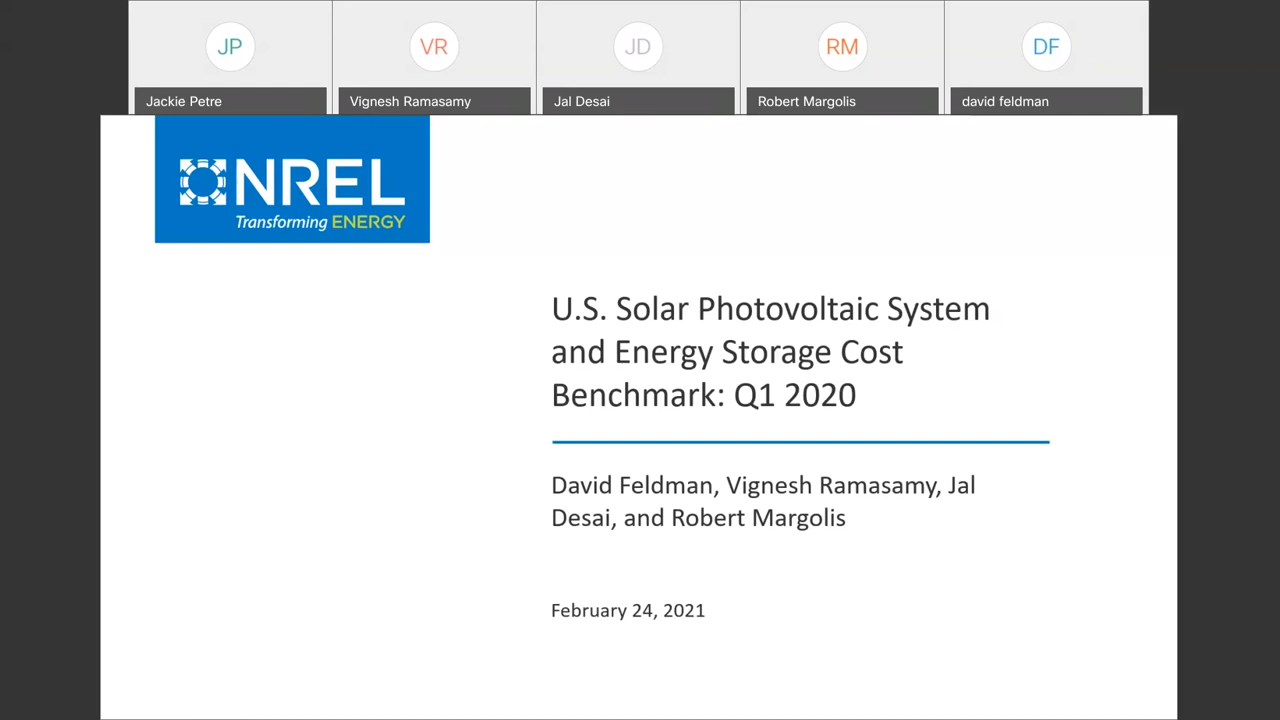 JP
VR
JD
RM
DF
Jackie Petre
Vignesh Ramasamy
Jal Desai
Robert Margolis
david feldman
NREL
Transforming ENERGY
U.S. Solar Photovoltaic System
and Energy Storage Cost
Benchmark: Q1 2020
David Feldman, Vignesh Ramasamy, Jal
Desai, and Robert Margolis
February 24, 2021